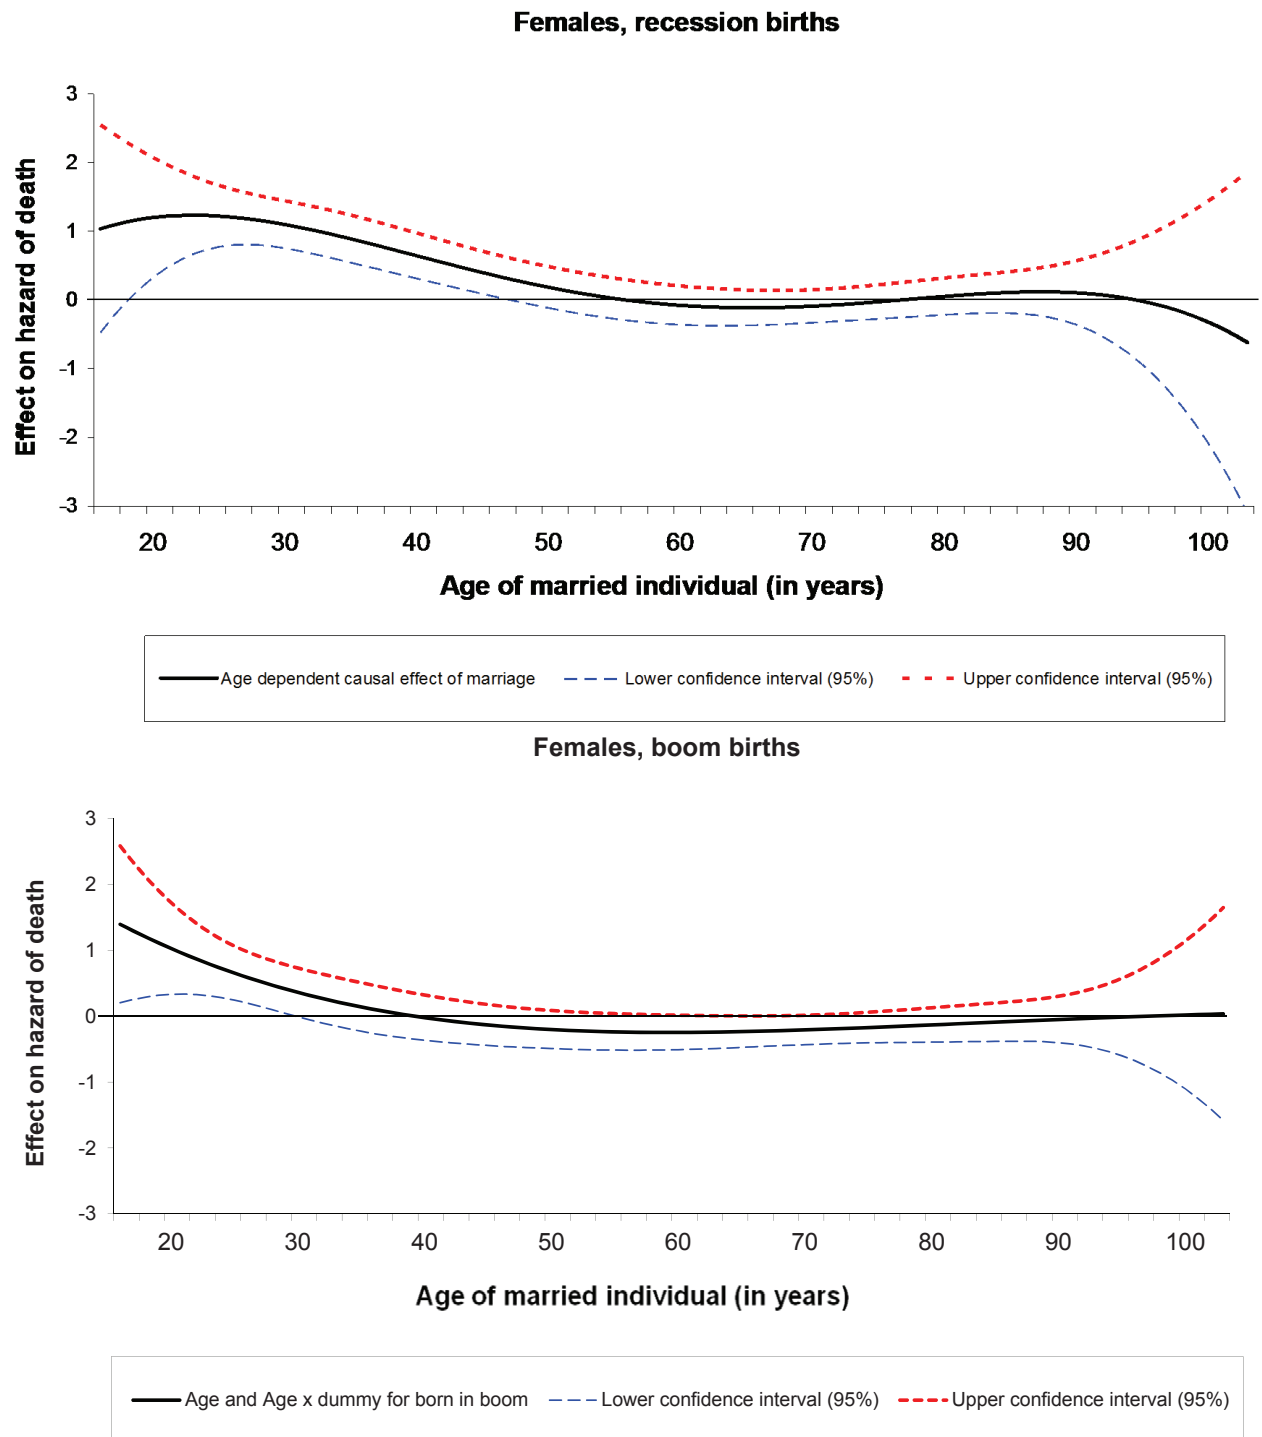 Females, recession births
3
2
1
0
–1
–2
–3
Effect on hazard of death
20 30 40 50 60 70 80 90 100
Age of married individual (in years)
Age dependent causal effect of marriage Lower confidence interval (95%) Upper confidence interval (95%)
Females, boom births
3
2
1
0
-1
-2
-3
Effect on hazard of death
20 30 40 50 60 70 80 90 100
Age of married individual (in years)
Age and Age x dummy for born in boom Lower confidence interval (95%) Upper confidence interval (95%)